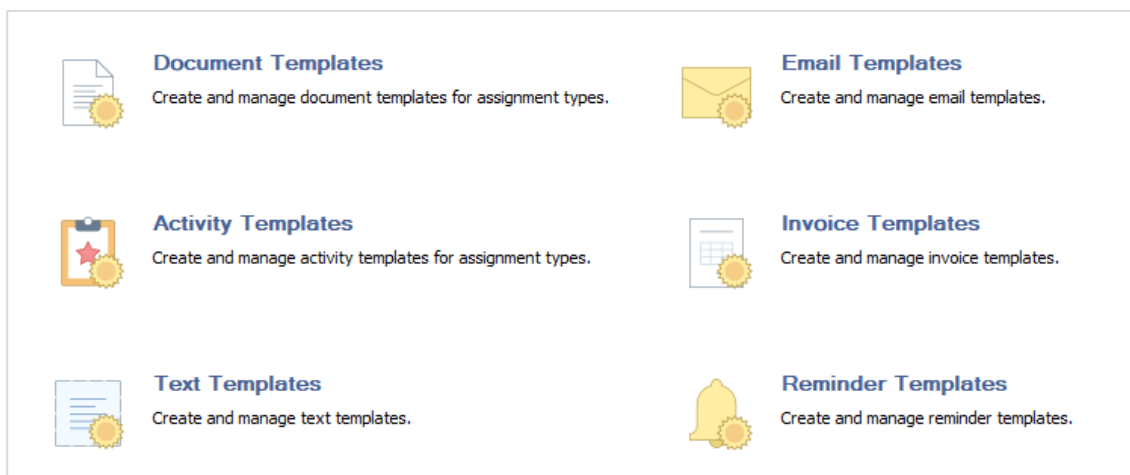 Document Templates
Create and manage document templates for assignment types.
Email Templates
Create and manage email templates.
Activity Templates
Create and manage activity templates for assignment types.
Invoice Templates
Create and manage invoice templates.
Text Templates
Create and manage text templates.
Reminder Templates
Create and manage reminder templates.